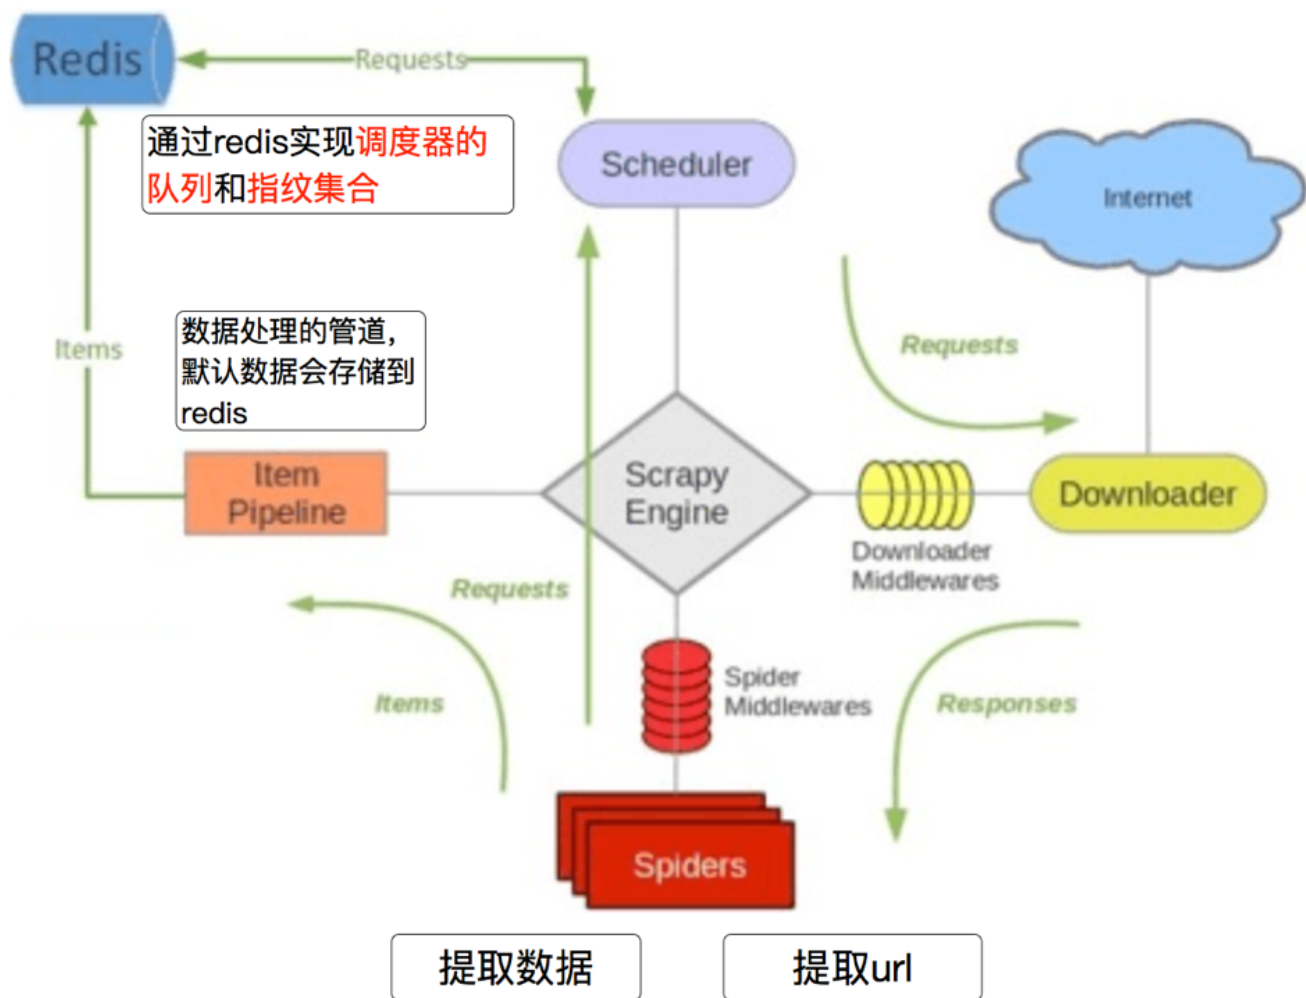 Redis
Requests
通过redis实现调度器的
队列和指纹集合
Scheduler
Internet
数据处理的管道，
默认数据会存储到
redis
Items
Requests
Item
Pipeline
Scrapy
Engine
Downloader
Downloader
Middlewares
Requests
Items
Spider
Middlewares
Responses
Spiders
提取数据
提取url